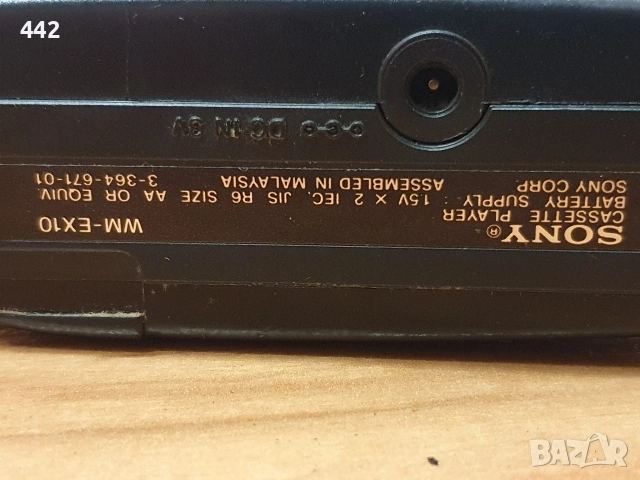 442
SONY® WM-EX10
CASSETTE PLAYER
BATTERY SUPPLY : 1.5V X 2 IEC, JIS R6 SIZE AA OR EQUIV.
SONY CORP. ASSEMBLED IN MALAYSIA 3-364-671-01
DC IN 3V
BAZAR